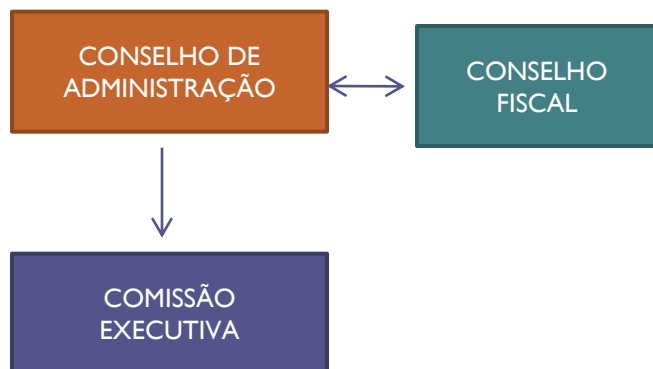 CONSELHO DE
ADMINISTRAÇÃO
CONSELHO
FISCAL
COMISSÃO
EXECUTIVA